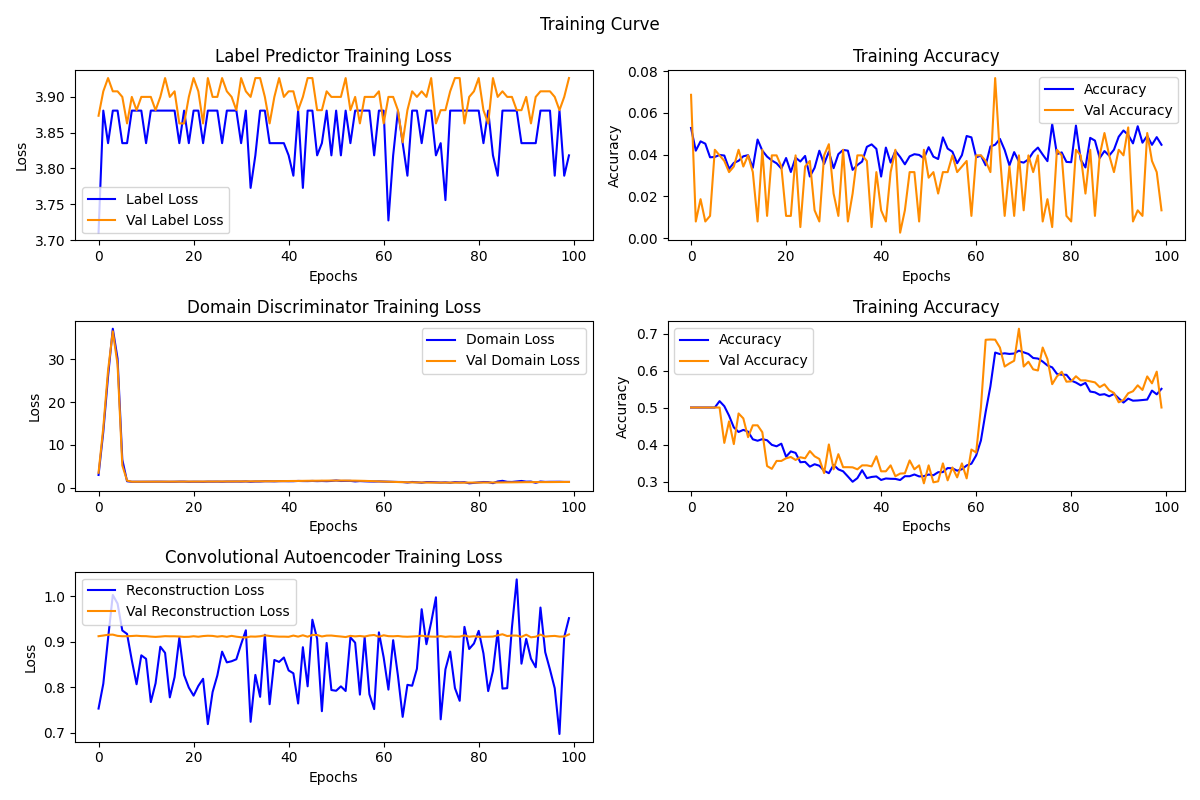 Training Curve
Label Predictor Training Loss
Loss
3.90
3.85
3.80
3.75
3.70
Label Loss
Val Label Loss
0 20 40 60 80 100
Epochs
Training Accuracy
Accuracy
0.08
0.06
0.04
0.02
0.00
Accuracy
Val Accuracy
0 20 40 60 80 100
Epochs
Domain Discriminator Training Loss
Loss
30
20
10
0
Domain Loss
Val Domain Loss
0 20 40 60 80 100
Epochs
Training Accuracy
Accuracy
0.7
0.6
0.5
0.4
0.3
Accuracy
Val Accuracy
0 20 40 60 80 100
Epochs
Convolutional Autoencoder Training Loss
Loss
1.0
0.9
0.8
0.7
Reconstruction Loss
Val Reconstruction Loss
0 20 40 60 80 100
Epochs